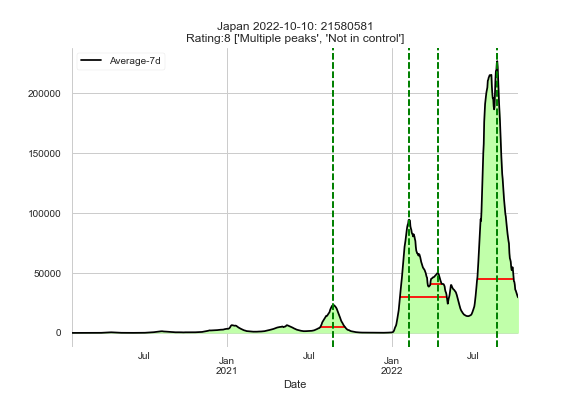 Japan 2022-10-10: 21580581
Rating:8 ['Multiple peaks', 'Not in control']
Average-7d
200000
150000
100000
50000
0
Jul
Jan
2021
Jul
Jan
2022
Jul
Date